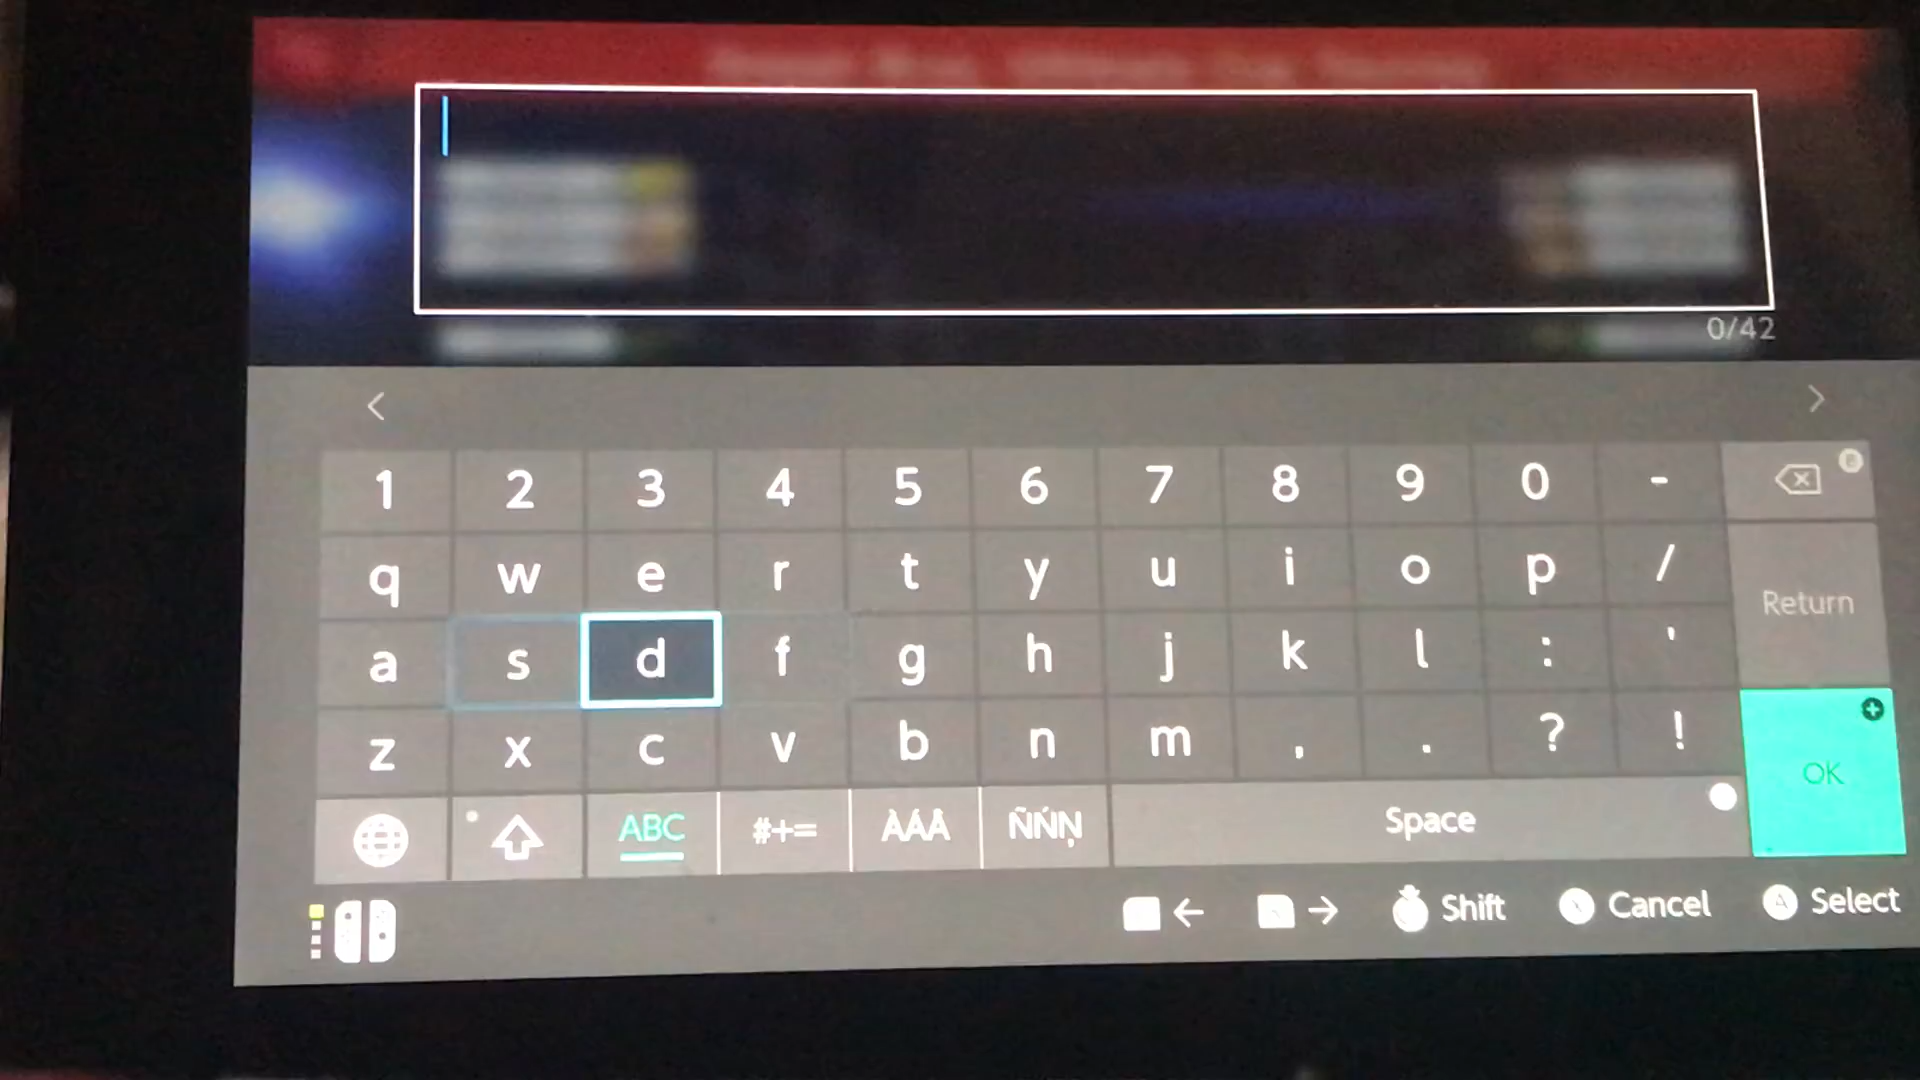 0/42
1 2 3 4 5 6 7 8 9 0 -
q w e r t y u i o p /
Return
a s d f g h j k l : '
z x c v b n m , . ? !
OK
ABC #+= ÀÁÂ ÑŃŅ Space
← → Shift Cancel A Select